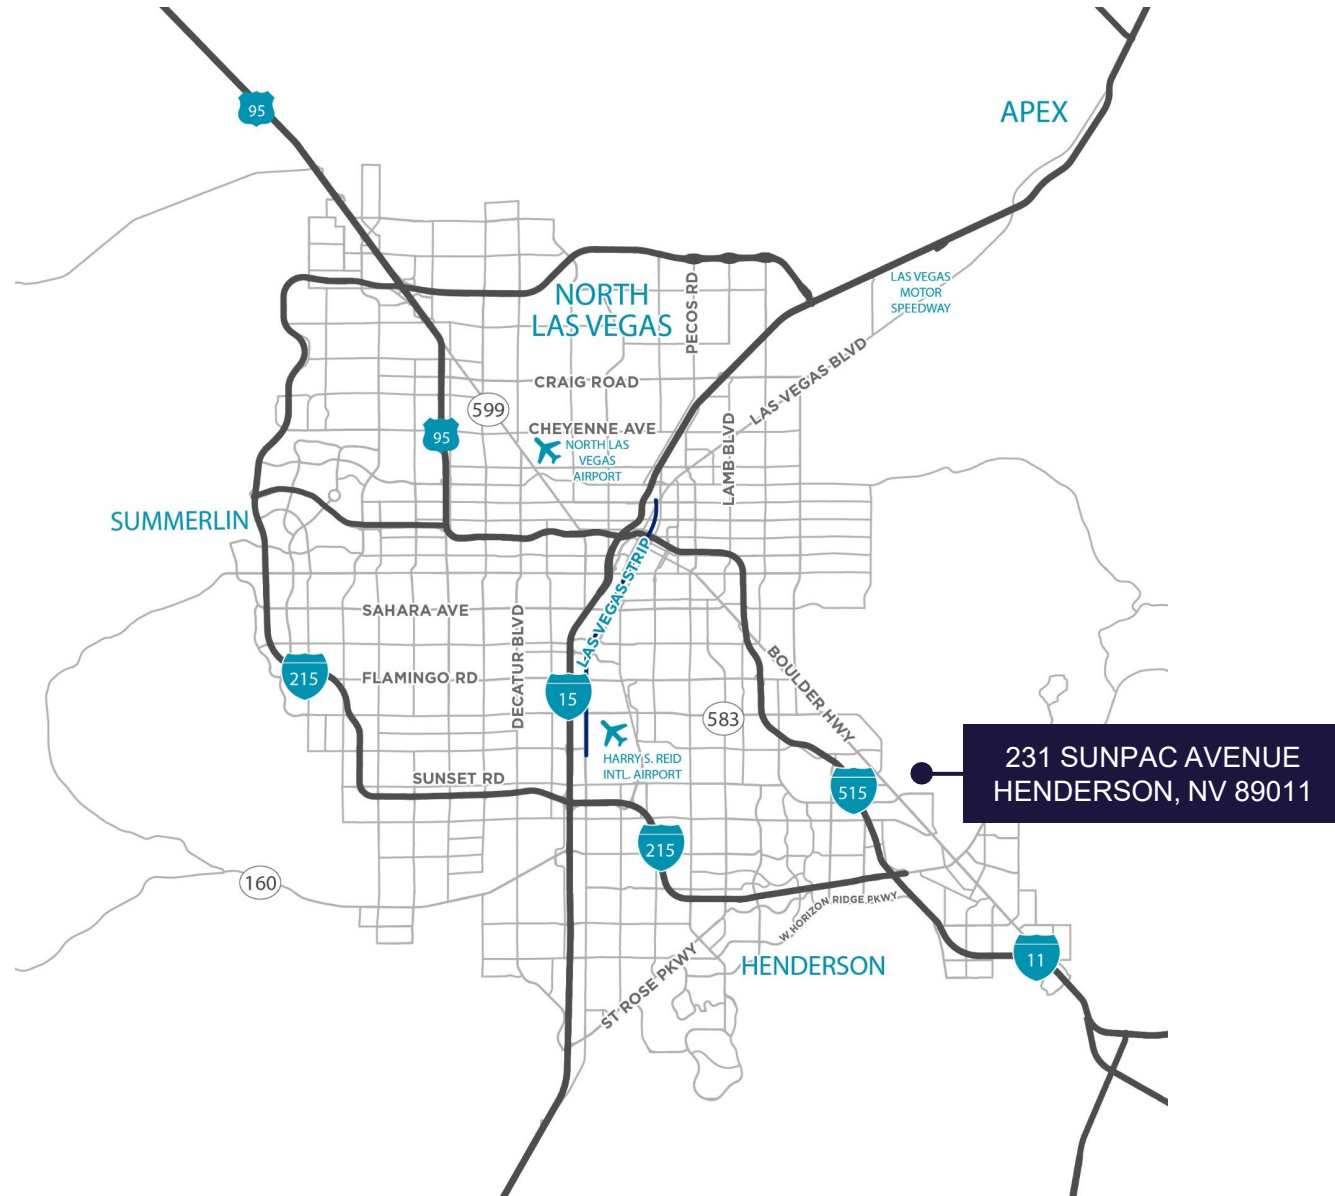 95
APEX
LAS VEGAS
MOTOR
SPEEDWAY
NORTH
LAS VEGAS
PECOS RD
CRAIG ROAD
LAS VEGAS BLVD
599
CHEYENNE AVE
95
NORTH LAS
VEGAS
AIRPORT
LAMB BLVD
SUMMERLIN
LAS VEGAS STRIP
SAHARA AVE
DECATUR BLVD
FLAMINGO RD
215
15
BOULDER HWY
583
HARRY S. REID
INTL. AIRPORT
SUNSET RD
515
231 SUNPAC AVENUE
HENDERSON, NV 89011
215
160
W HORIZON RIDGE PKWY
HENDERSON
11
ST ROSE PKWY